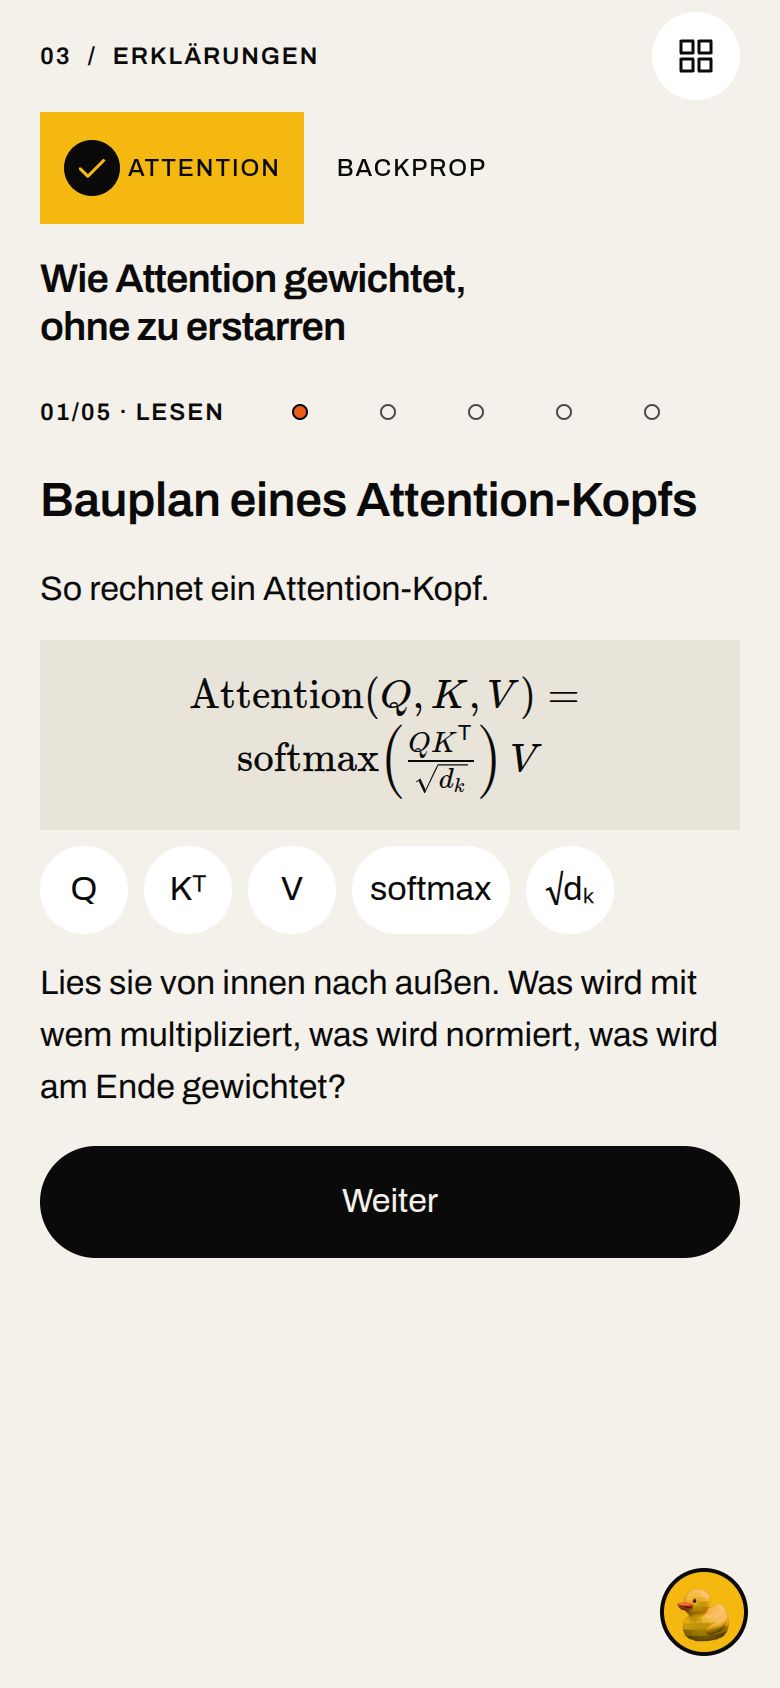 03 / ERKLÄRUNGEN
ATTENTION BACKPROP
Wie Attention gewichtet,
ohne zu erstarren
01/05 · LESEN
Bauplan eines Attention-Kopfs
So rechnet ein Attention-Kopf.
Attention(Q, K, V) =
softmax(QKᵀ/√dₖ) V
Q Kᵀ V softmax √dₖ
Lies sie von innen nach außen. Was wird mit
wem multipliziert, was wird normiert, was wird
am Ende gewichtet?
Weiter